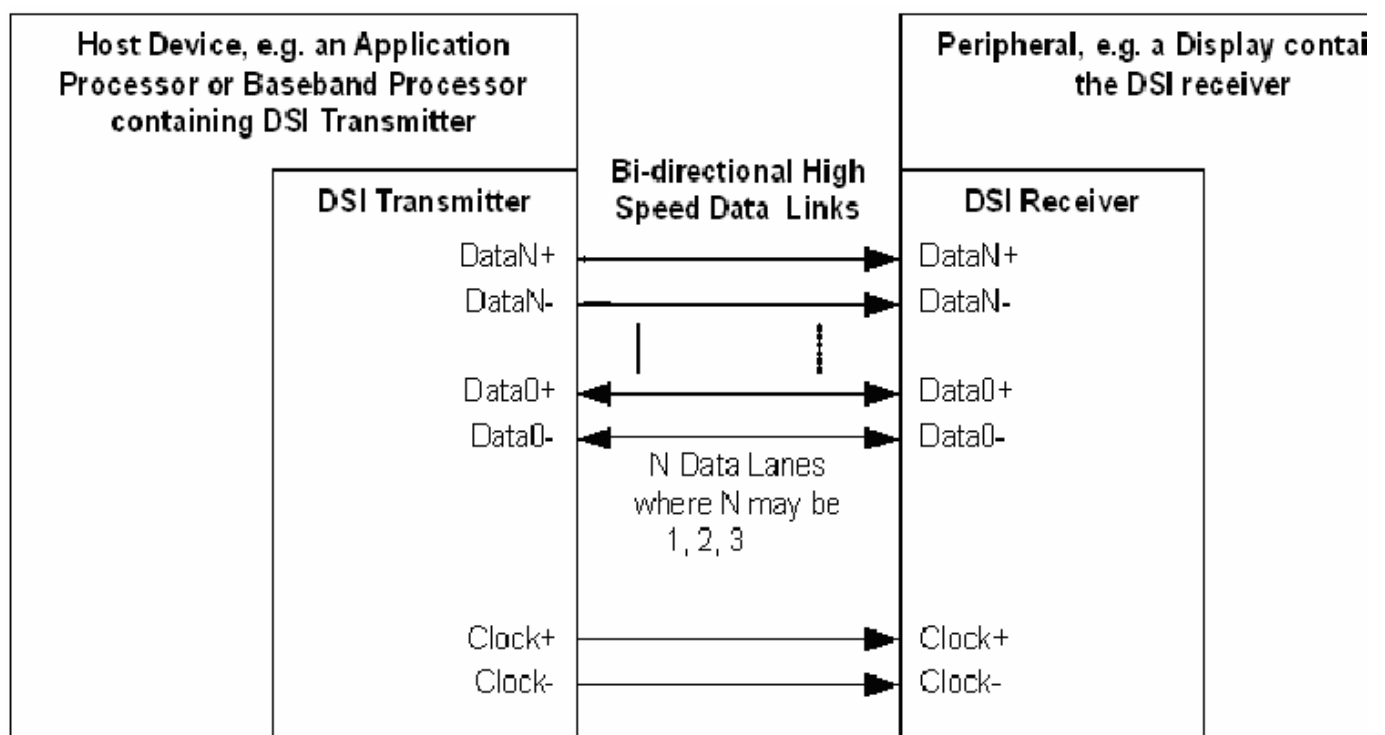 Host Device, e.g. an Application
Processor or Baseband Processor
containing DSI Transmitter
Peripheral, e.g. a Display contai
the DSI receiver
Bi-directional High
Speed Data Links
DSI Transmitter
DataN+
DataN-
Data0+
Data0-
Clock+
Clock-
N Data Lanes
where N may be
1, 2, 3
DSI Receiver
DataN+
DataN-
Data0+
Data0-
Clock+
Clock-